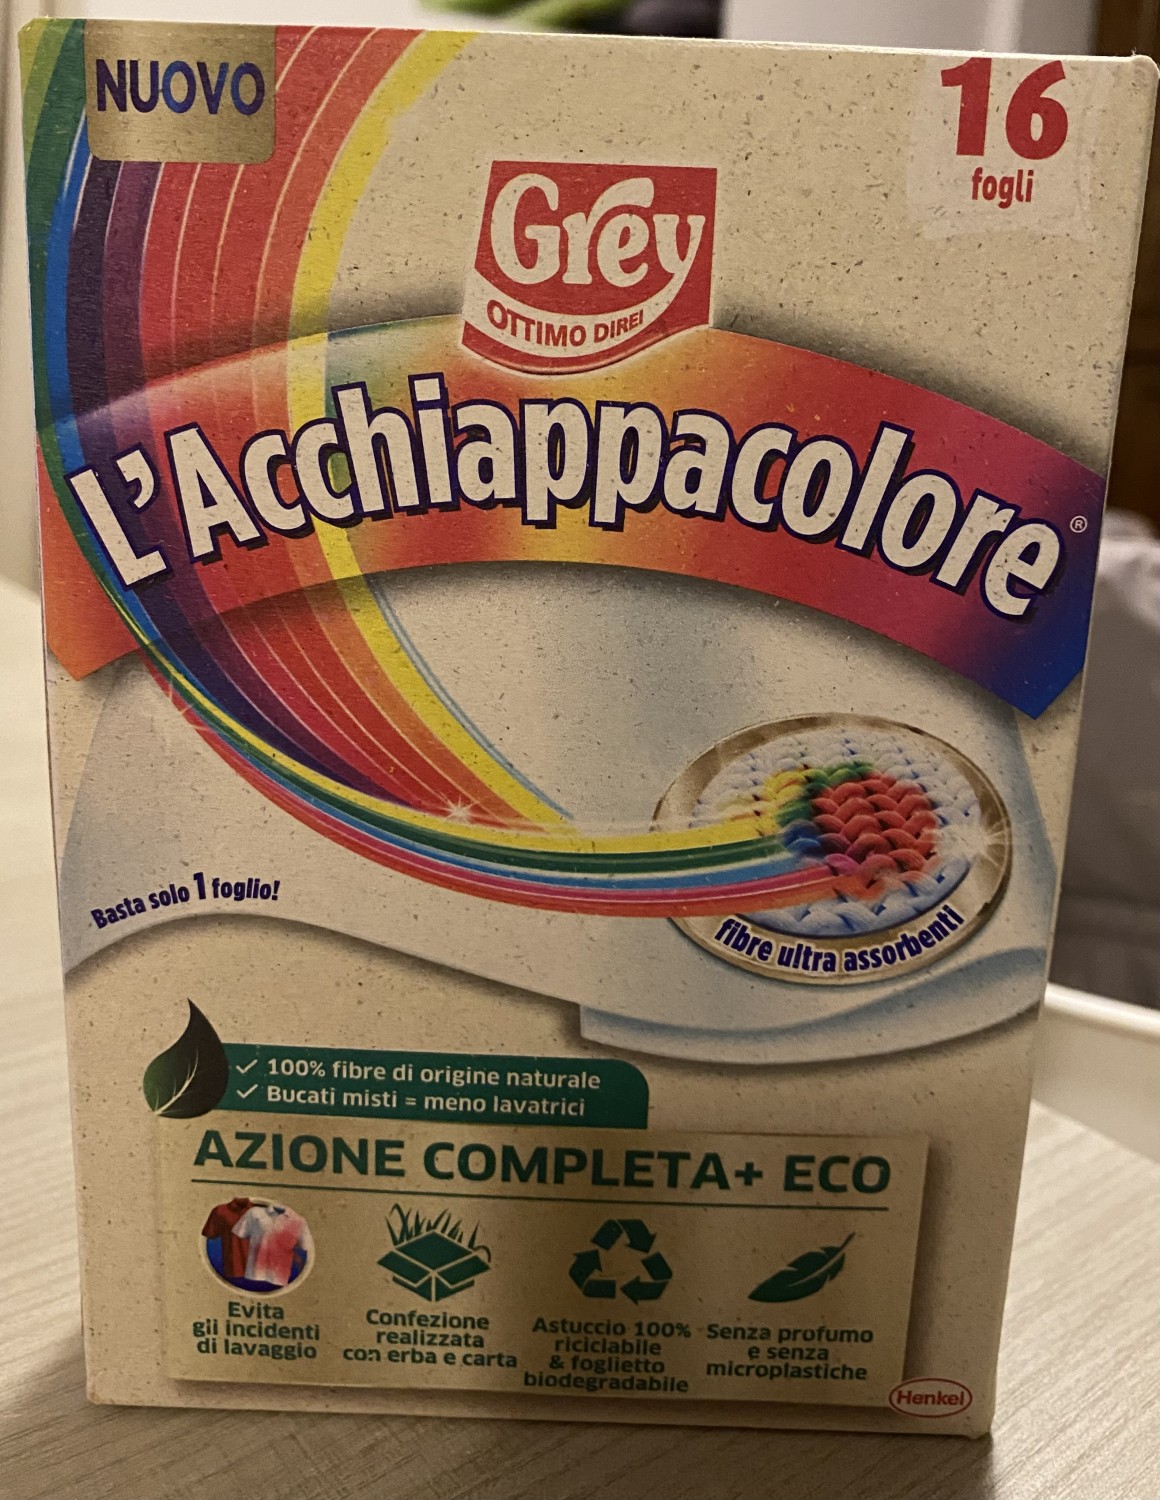 NUOVO
16
fogli
Grey
OTTIMO DIREI
L'Acchiappacolore®
Basta solo 1 foglio!
fibre ultra assorbenti
✓ 100% fibre di origine naturale
✓ Bucati misti = meno lavatrici
AZIONE COMPLETA+ ECO
Evita
gli incidenti
di lavaggio
Confezione
realizzata
con erba e carta
Astuccio 100%
riciclabile
& foglietto
biodegradabile
Senza profumo
e senza
microplastiche
Henkel